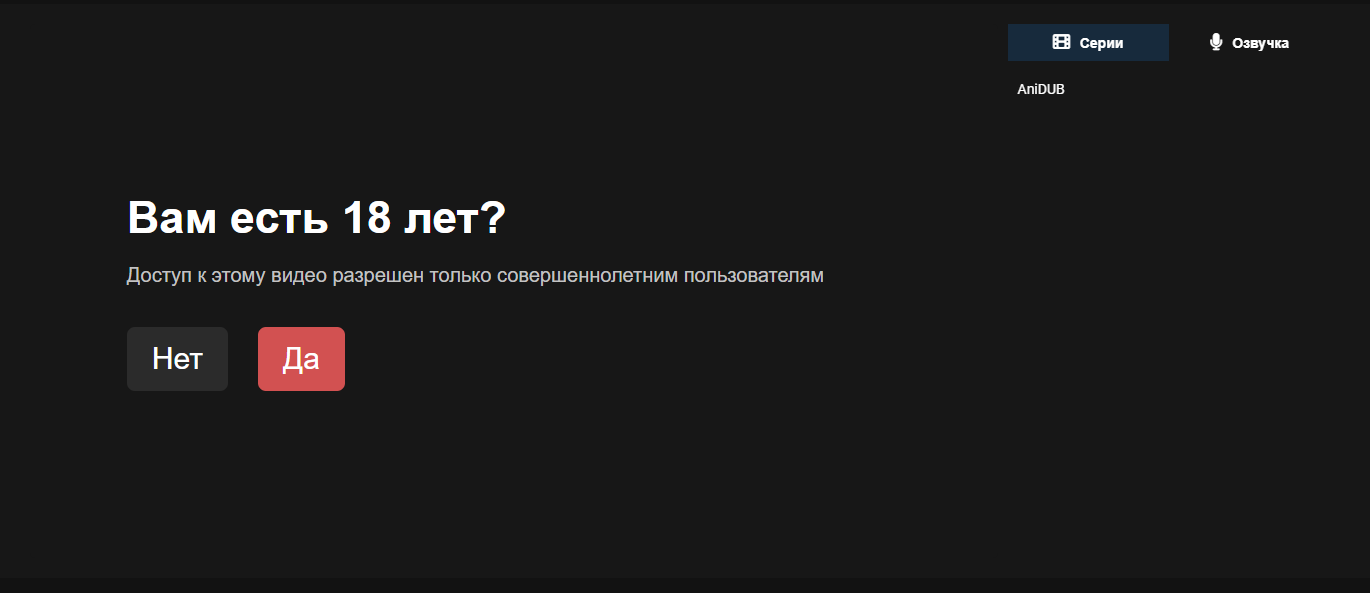 Серии Озвучка
AniDUB
Вам есть 18 лет?
Доступ к этому видео разрешен только совершеннолетним пользователям
Нет Да